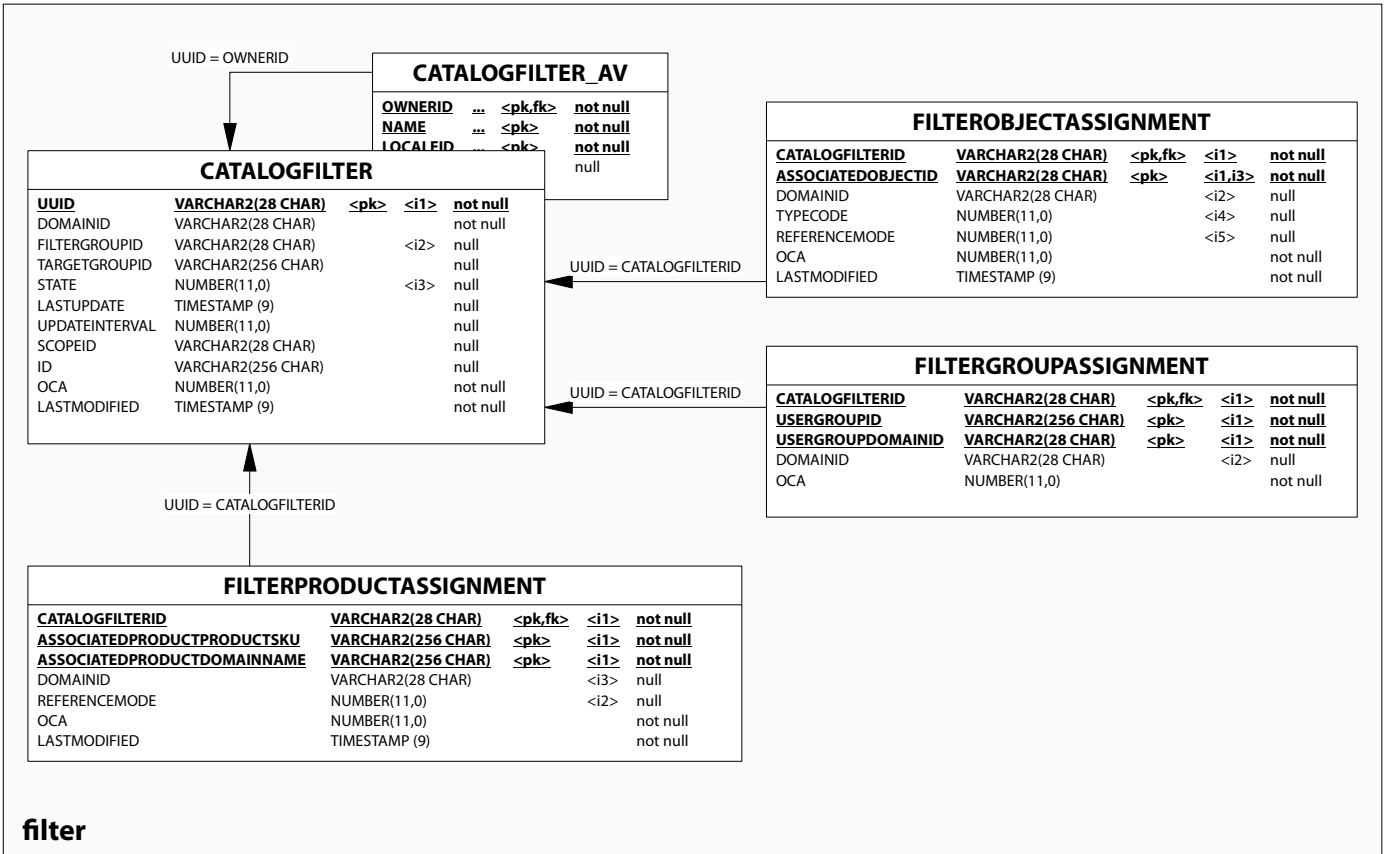 UUID = OWNERID
CATALOGFILTER_AV
OWNERID ... <pk,fk> not null
NAME ... <pk> not null
LOCALEID ... <pk> not null
null
CATALOGFILTER
UUID VARCHAR2(28 CHAR) <pk> <i1> not null
DOMAINID VARCHAR2(28 CHAR) not null
FILTERGROUPID VARCHAR2(28 CHAR) <i2> null
TARGETGROUPID VARCHAR2(256 CHAR) null
STATE NUMBER(11,0) <i3> null
LASTUPDATE TIMESTAMP (9) null
UPDATEINTERVAL NUMBER(11,0) null
SCOPEID VARCHAR2(28 CHAR) null
ID VARCHAR2(256 CHAR) null
OCA NUMBER(11,0) not null
LASTMODIFIED TIMESTAMP (9) not null
FILTEROBJECTASSIGNMENT
CATALOGFILTERID VARCHAR2(28 CHAR) <pk,fk> <i1> not null
ASSOCIATEDOBJECTID VARCHAR2(28 CHAR) <pk> <i1,i3> not null
DOMAINID VARCHAR2(28 CHAR) <i2> null
TYPECODE NUMBER(11,0) <i4> null
REFERENCEMODE NUMBER(11,0) <i5> null
OCA NUMBER(11,0) not null
LASTMODIFIED TIMESTAMP (9) not null
UUID = CATALOGFILTERID
FILTERGROUPASSIGNMENT
CATALOGFILTERID VARCHAR2(28 CHAR) <pk,fk> <i1> not null
USERGROUPID VARCHAR2(256 CHAR) <pk> <i1> not null
USERGROUPDOMAINID VARCHAR2(28 CHAR) <pk> <i1> not null
DOMAINID VARCHAR2(28 CHAR) <i2> null
OCA NUMBER(11,0) not null
UUID = CATALOGFILTERID
UUID = CATALOGFILTERID
FILTERPRODUCTASSIGNMENT
CATALOGFILTERID VARCHAR2(28 CHAR) <pk,fk> <i1> not null
ASSOCIATEDPRODUCTPRODUCTSKU VARCHAR2(256 CHAR) <pk> <i1> not null
ASSOCIATEDPRODUCTDOMAINNAME VARCHAR2(256 CHAR) <pk> <i1> not null
DOMAINID VARCHAR2(28 CHAR) <i3> null
REFERENCEMODE NUMBER(11,0) <i2> null
OCA NUMBER(11,0) not null
LASTMODIFIED TIMESTAMP (9) not null
filter